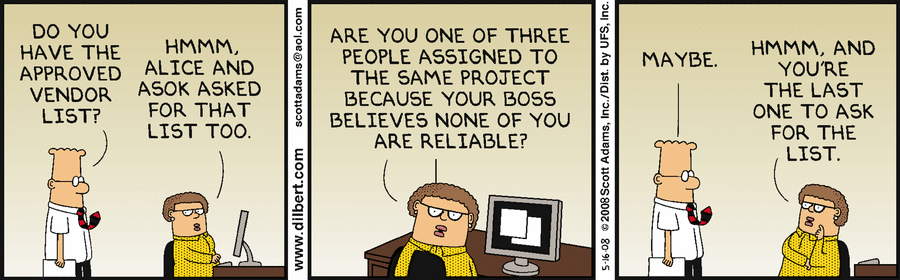 DO YOU
HAVE THE
APPROVED
VENDOR
LIST?
HMMM,
ALICE AND
ASOK ASKED
FOR THAT
LIST TOO.
www.dilbert.com
scottadams@aol.com
ARE YOU ONE OF THREE
PEOPLE ASSIGNED TO
THE SAME PROJECT
BECAUSE YOUR BOSS
BELIEVES NONE OF YOU
ARE RELIABLE?
5-16-08 © 2008 Scott Adams, Inc./Dist. by UFS, Inc.
MAYBE.
HMMM, AND
YOU'RE
THE LAST
ONE TO ASK
FOR THE
LIST.